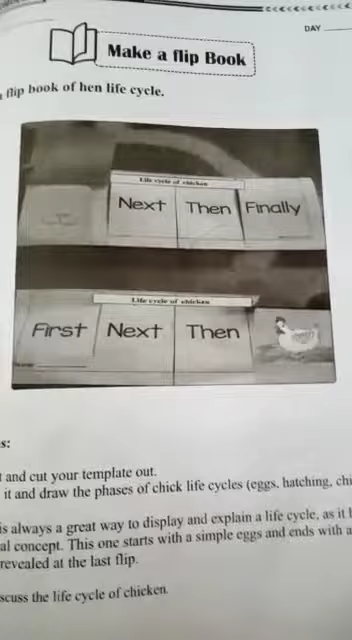 DAY
Make a flip Book
flip book of hen life cycle.
Life cycle of chicken
Next Then Finally
Life cycle of chicken
First Next Then
s:
and cut your template out.
it and draw the phases of chick life cycles (eggs, hatching, chi
is always a great way to display and explain a life cycle, as it
al concept. This one starts with a simple eggs and ends with a
revealed at the last flip.
scuss the life cycle of chicken.